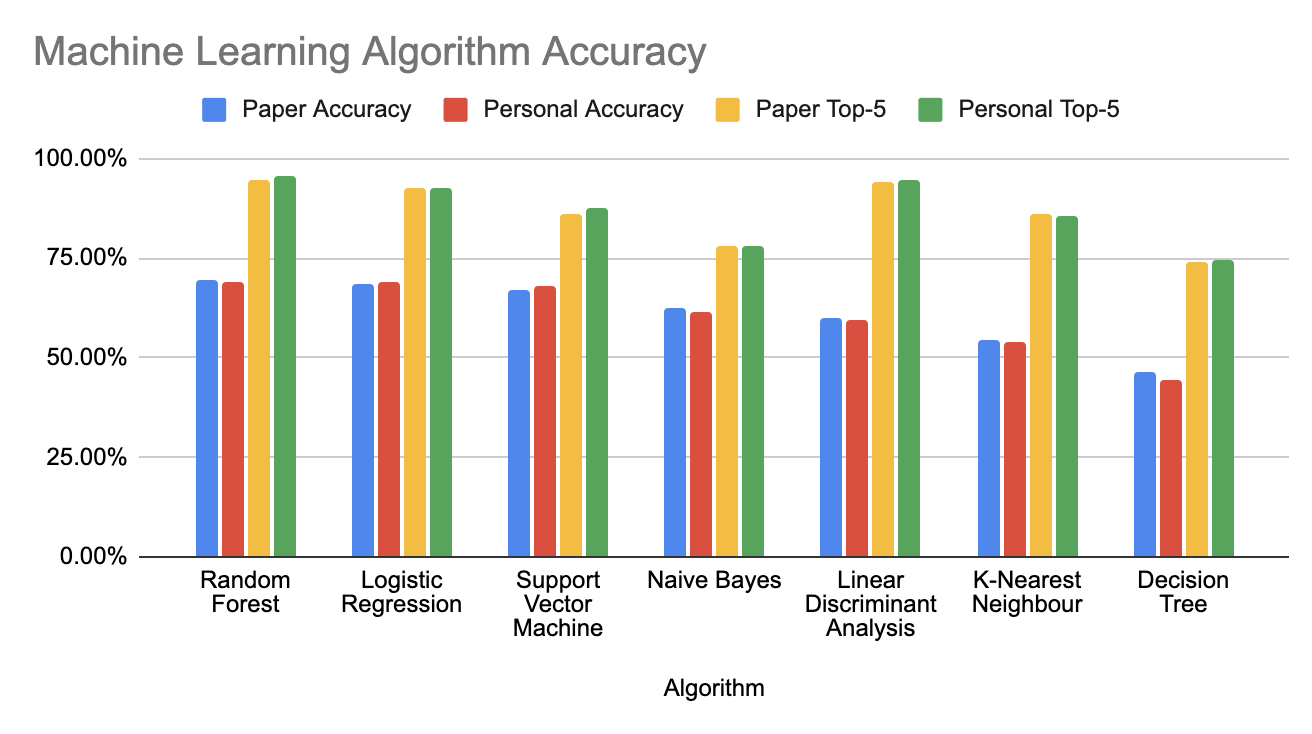 Machine Learning Algorithm Accuracy
Paper Accuracy Personal Accuracy Paper Top-5 Personal Top-5
100.00%
75.00%
50.00%
25.00%
0.00%
Random
Forest
Logistic
Regression
Support
Vector
Machine
Naive Bayes
Linear
Discriminant
Analysis
K-Nearest
Neighbour
Decision
Tree
Algorithm